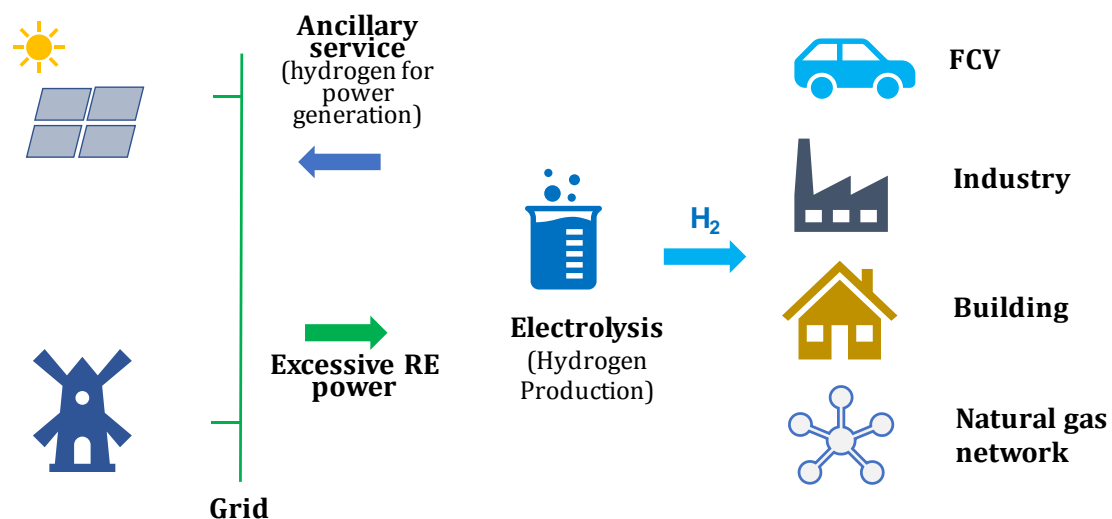 Ancillary
service
(hydrogen for
power
generation)
Excessive RE
power
Grid
Electrolysis
(Hydrogen
Production)
H₂
FCV
Industry
Building
Natural gas
network